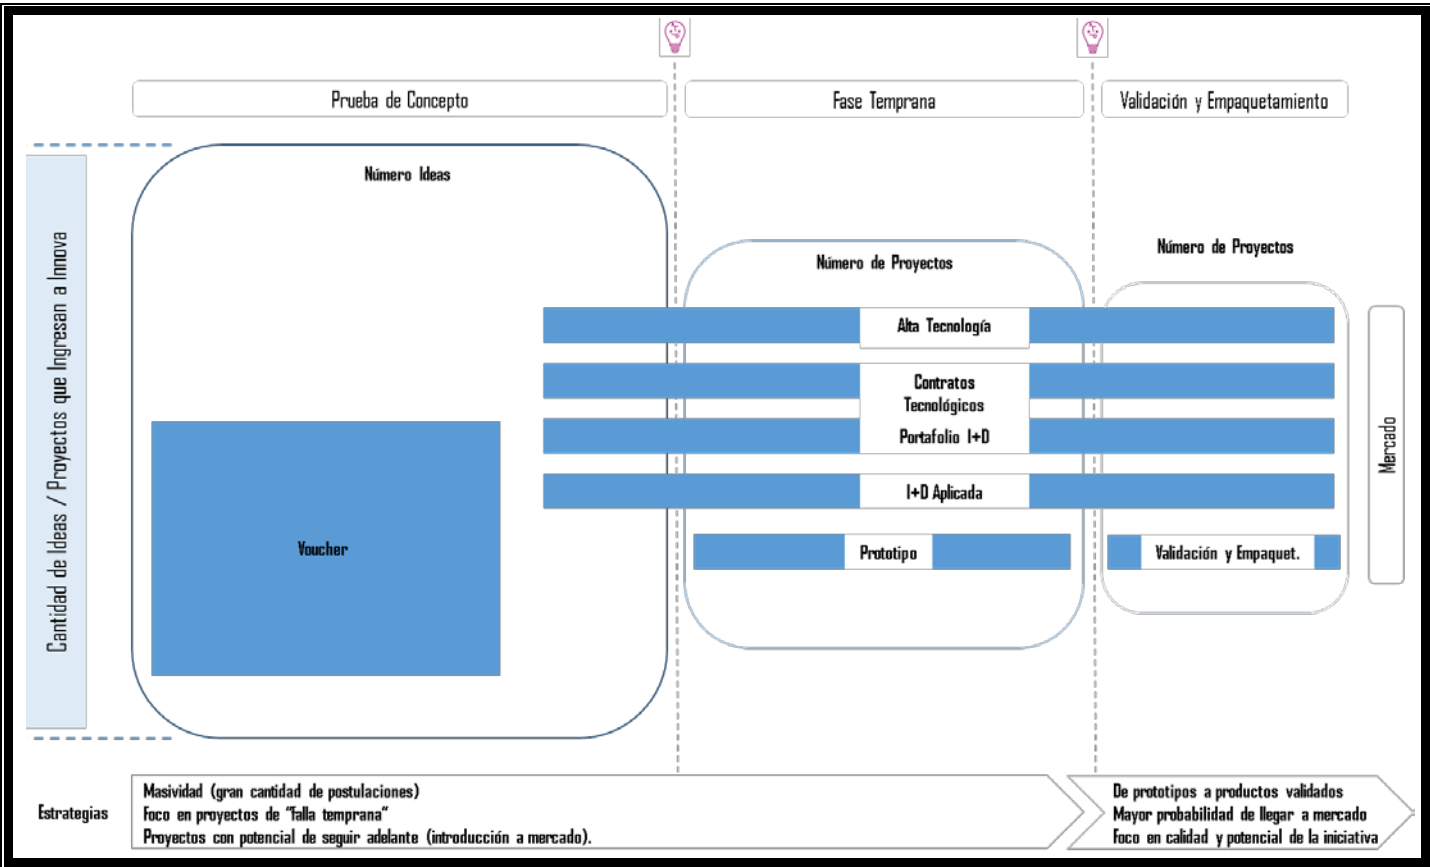 Prueba de Concepto
Fase Temprana
Validación y Empaquetamiento
Cantidad de Ideas / Proyectos que Ingresan a Innova
Número Ideas
Número de Proyectos
Número de Proyectos
Alta Tecnología
Contratos
Tecnológicos
Portafolio I+D
I+D Aplicada
Voucher
Prototipo
Validación y Empaquet.
Mercado
Estrategias
Masividad (gran cantidad de postulaciones)
Foco en proyectos de “falla temprana”
Proyectos con potencial de seguir adelante (introducción a mercado).
De prototipos a productos validados
Mayor probabilidad de llegar a mercado
Foco en calidad y potencial de la iniciativa